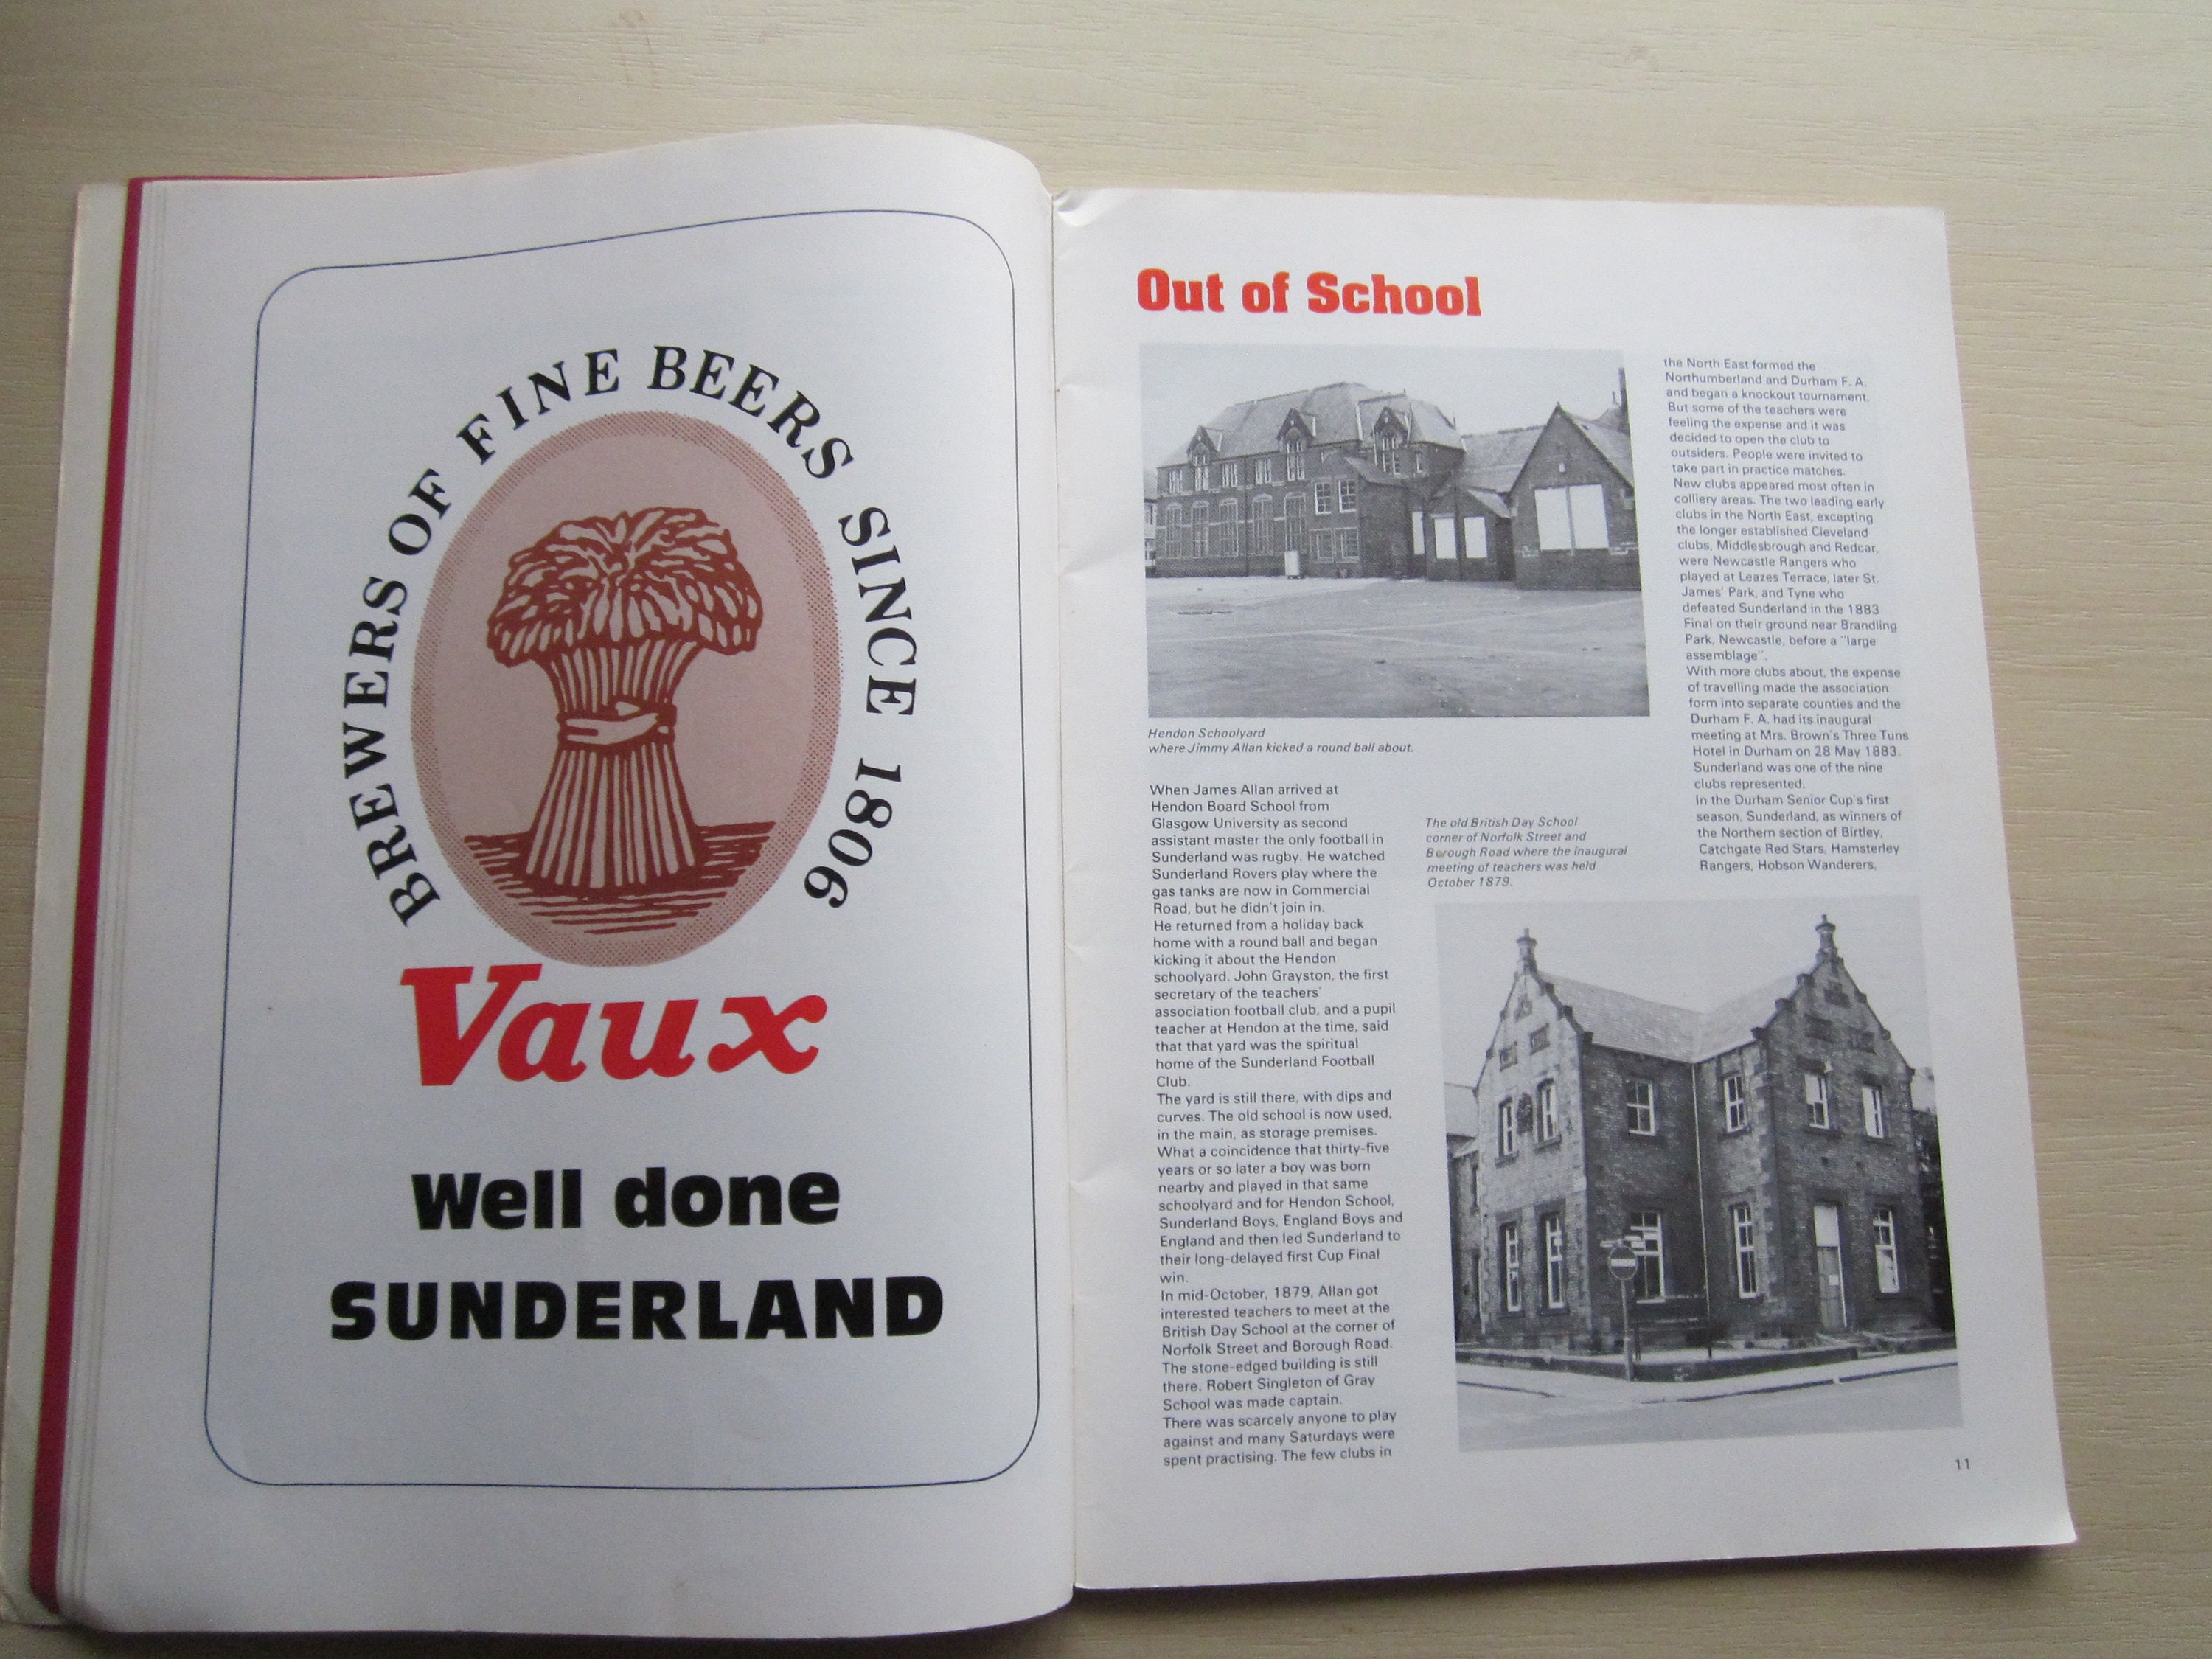 BREWERS OF FINE BEERS SINCE 1806
Vaux
Well done
SUNDERLAND
Out of School
Hendon Schoolyard
where Jimmy Allan kicked a round ball about.
When James Allan arrived at
Hendon Board School from
Glasgow University as second
assistant master the only football in
Sunderland was rugby. He watched
Sunderland Rovers play where the
gas tanks are now in Commercial
Road, but he didn't join in.
He returned from a holiday back
home with a round ball and began
kicking it about the Hendon
schoolyard. John Grayston, the first
secretary of the teachers'
association football club, and a pupil
teacher at Hendon at the time, said
that that yard was the spiritual
home of the Sunderland Football
Club.
The yard is still there, with dips and
curves. The old school is now used,
in the main, as storage premises.
What a coincidence that thirty-five
years or so later a boy was born
nearby and played in that same
schoolyard and for Hendon School,
Sunderland Boys, England Boys and
England and then led Sunderland to
their long-delayed first Cup Final
win.
In mid-October, 1879, Allan got
interested teachers to meet at the
British Day School at the corner of
Norfolk Street and Borough Road.
The stone-edged building is still
there. Robert Singleton of Gray
School was made captain.
There was scarcely anyone to play
against and many Saturdays were
spent practising. The few clubs in
The old British Day School
corner of Norfolk Street and
Borough Road where the inaugural
meeting of teachers was held
October 1879.
the North East formed the
Northumberland and Durham F. A.
and began a knockout tournament.
But some of the teachers were
feeling the expense and it was
decided to open the club to
outsiders. People were invited to
take part in practice matches.
New clubs appeared most often in
colliery areas. The two leading early
clubs in the North East, excepting
the longer established Cleveland
clubs, Middlesbrough and Redcar,
were Newcastle Rangers who
played at Leazes Terrace, later St.
James' Park, and Tyne who
defeated Sunderland in the 1883
Final on their ground near Brandling
Park, Newcastle, before a "large
assemblage".
With more clubs about, the expense
of travelling made the association
form into separate counties and the
Durham F. A. had its inaugural
meeting at Mrs. Brown's Three Tuns
Hotel in Durham on 28 May 1883.
Sunderland was one of the nine
clubs represented.
In the Durham Senior Cup's first
season, Sunderland, as winners of
the Northern section of Birtley,
Catchgate Red Stars, Hamsterley
Rangers, Hobson Wanderers,
11